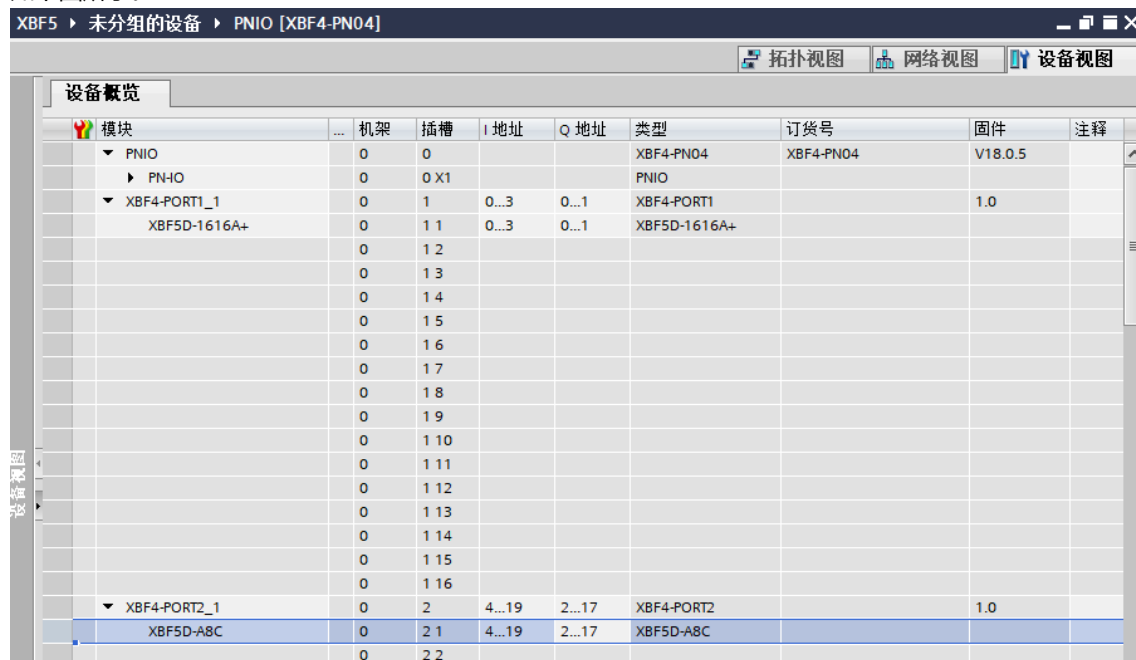 XBF5 ▸ 未分组的设备 ▸ PNIO [XBF4-PN04]
拓扑视图 网络视图 设备视图
设备概览
模块 ... 机架 插槽 I 地址 Q 地址 类型 订货号 固件 注释
PNIO 0 0 XBF4-PN04 XBF4-PN04 V18.0.5
PN-IO 0 0 X1 PNIO
XBF4-PORT1_1 0 1 0...3 0...1 XBF4-PORT1 1.0
XBF5D-1616A+ 0 1 1 0...3 0...1 XBF5D-1616A+
0 1 2
0 1 3
0 1 4
0 1 5
0 1 6
0 1 7
0 1 8
0 1 9
0 1 10
0 1 11
0 1 12
0 1 13
0 1 14
0 1 15
0 1 16
XBF4-PORT2_1 0 2 4...19 2...17 XBF4-PORT2 1.0
XBF5D-A8C 0 2 1 4...19 2...17 XBF5D-A8C
0 2 2
设备视图